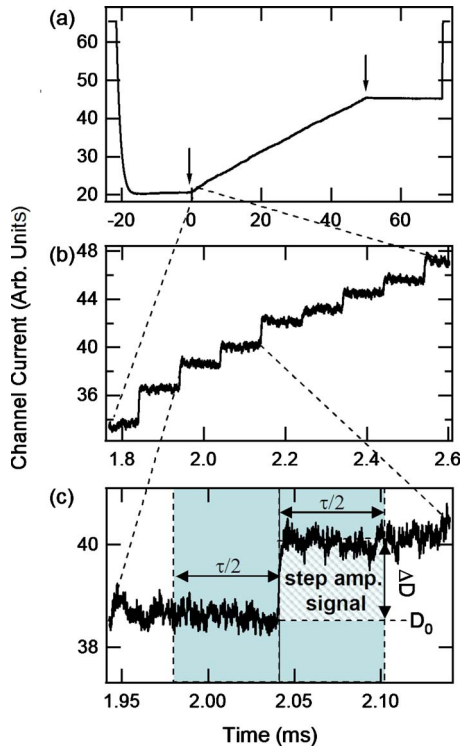 (a)
60
50
40
30
20
-20
0
20
40
60
Channel Current (Arb. Units)
(b)
48
44
40
36
1.8
2.0
2.2
2.4
2.6
(c)
40
38
τ/2
τ/2
step amp.
signal
ΔD
D0
1.95
2.00
2.05
2.10
Time (ms)